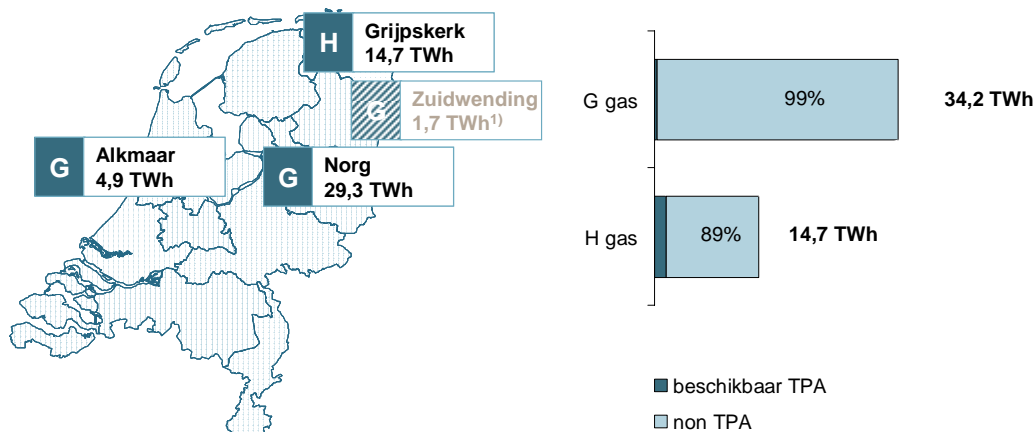 H
Grijpskerk
14,7 TWh
G
Zuidwending
1,7 TWh1)
G
Alkmaar
4,9 TWh
G
Norg
29,3 TWh
G gas
99%
34,2 TWh
H gas
89%
14,7 TWh
beschikbaar TPA
non TPA